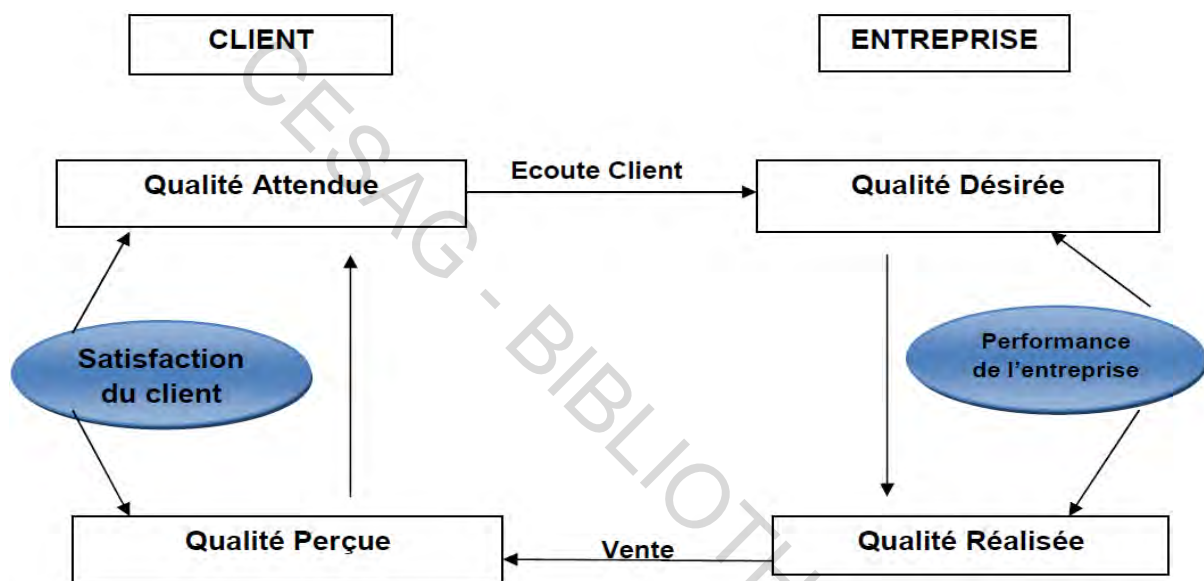 CLIENT
ENTREPRISE
Qualité Attendue
Ecoute Client
Qualité Désirée
Satisfaction
du client
Performance
de l'entreprise
Qualité Perçue
Vente
Qualité Réalisée
CESAG - BIBLIOTH